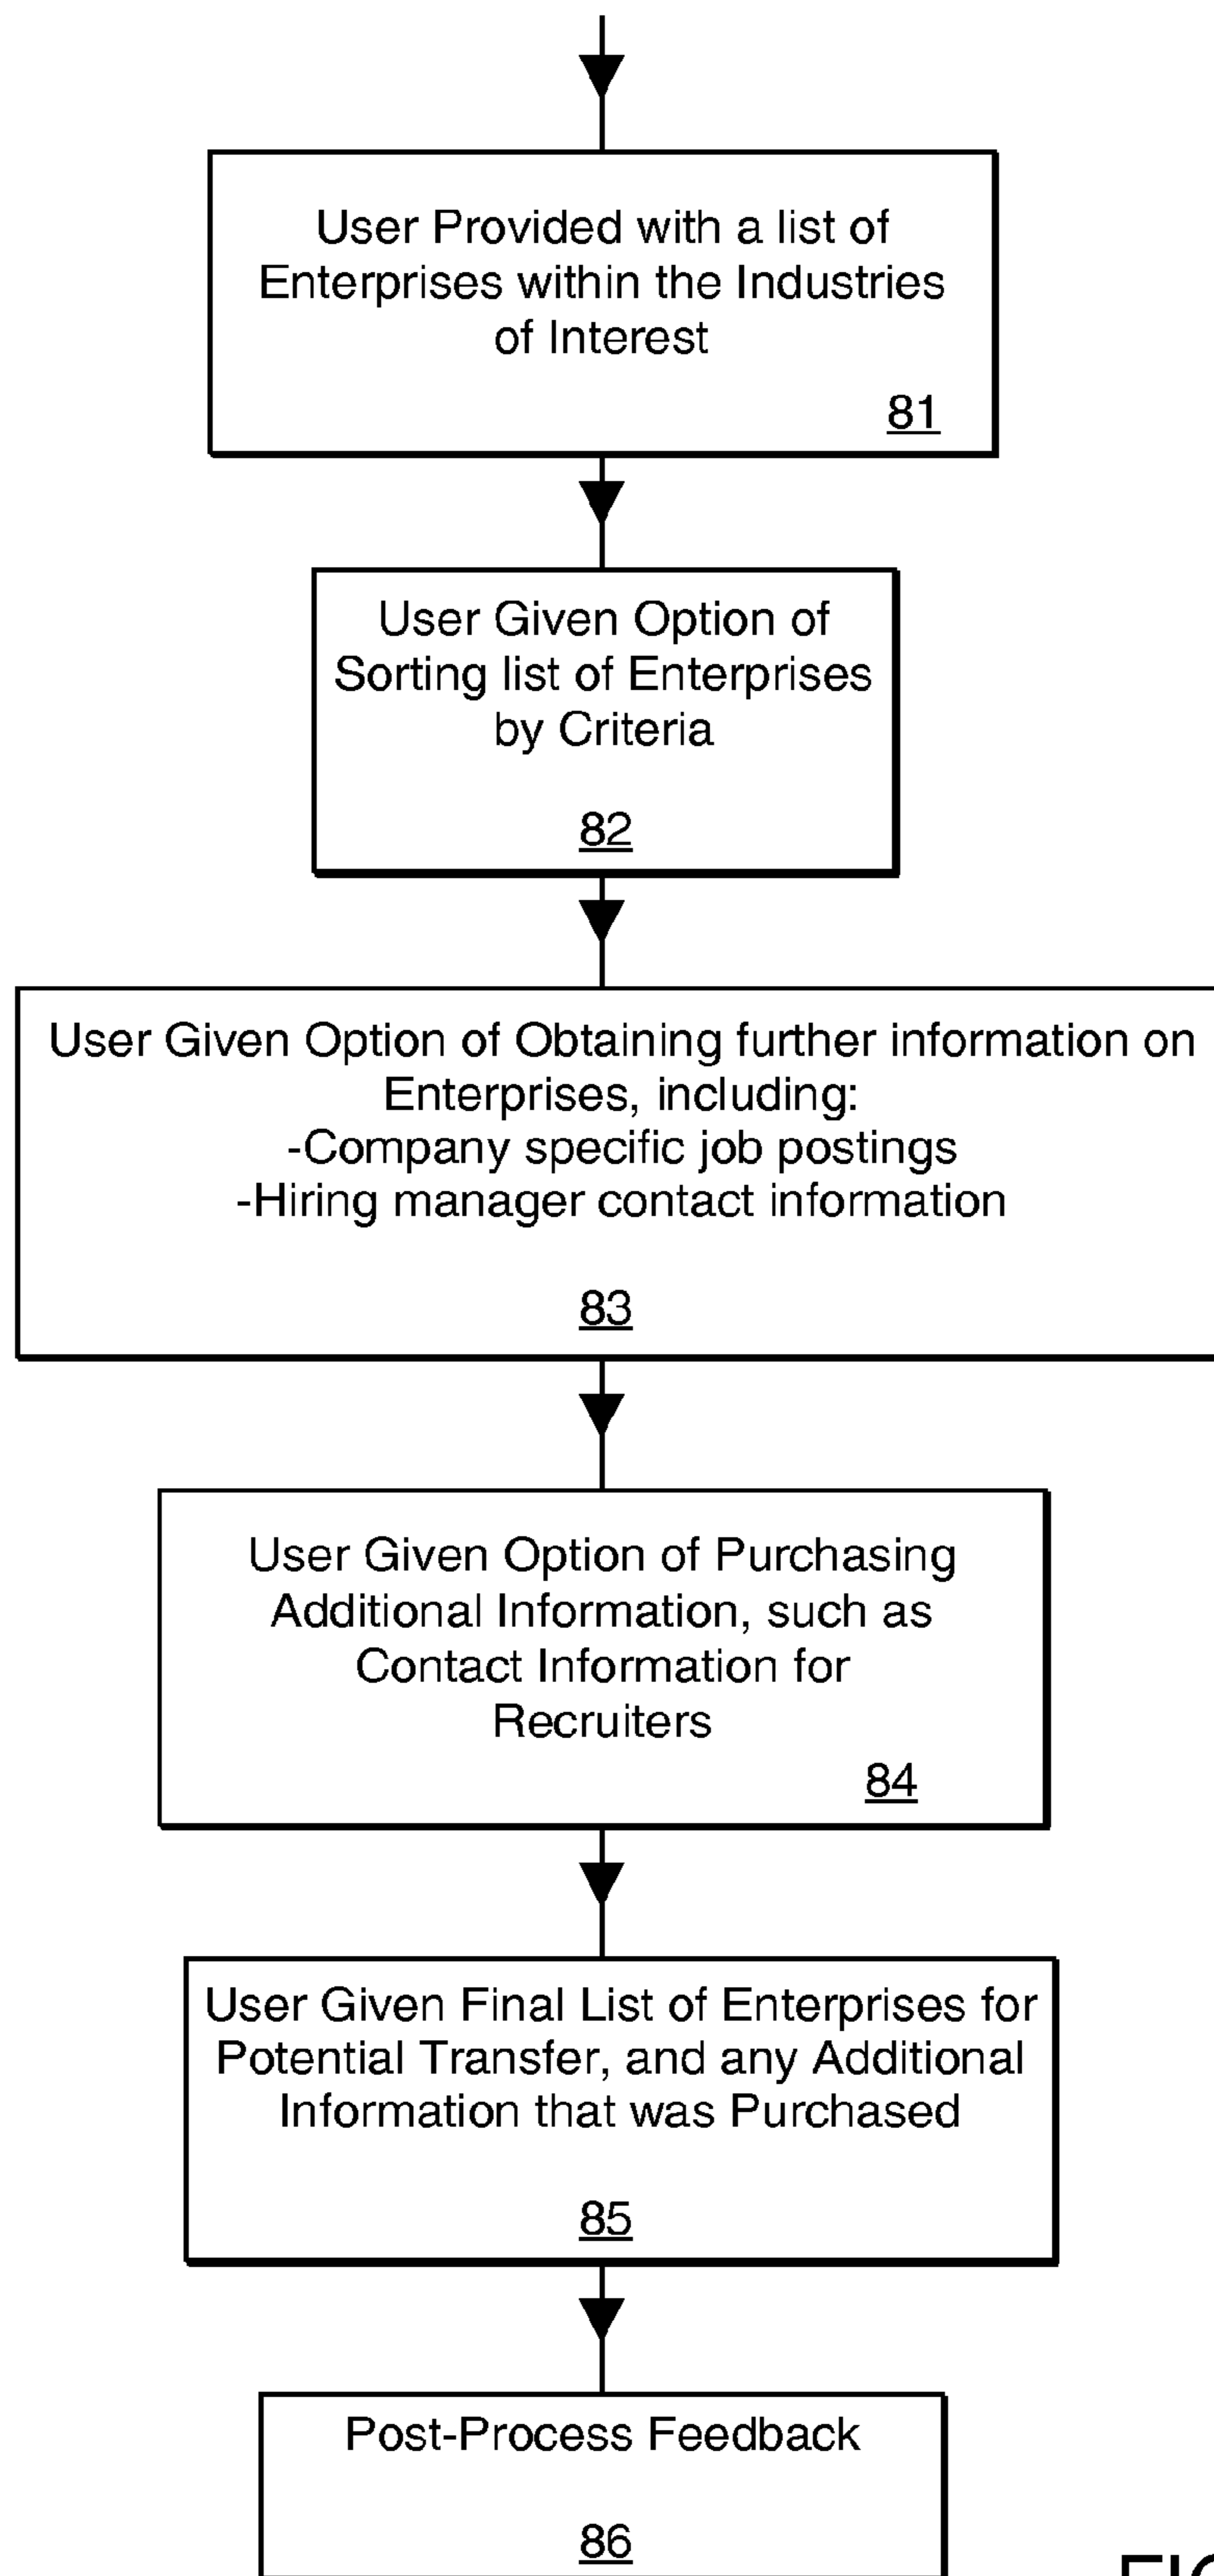 User Provided with a list of
Enterprises within the Industries
of Interest
81
User Given Option of
Sorting list of Enterprises
by Criteria
82
User Given Option of Obtaining further information on
Enterprises, including:
-Company specific job postings
-Hiring manager contact information
83
User Given Option of Purchasing
Additional Information, such as
Contact Information for
Recruiters
84
User Given Final List of Enterprises for
Potential Transfer, and any Additional
Information that was Purchased
85
Post-Process Feedback
86